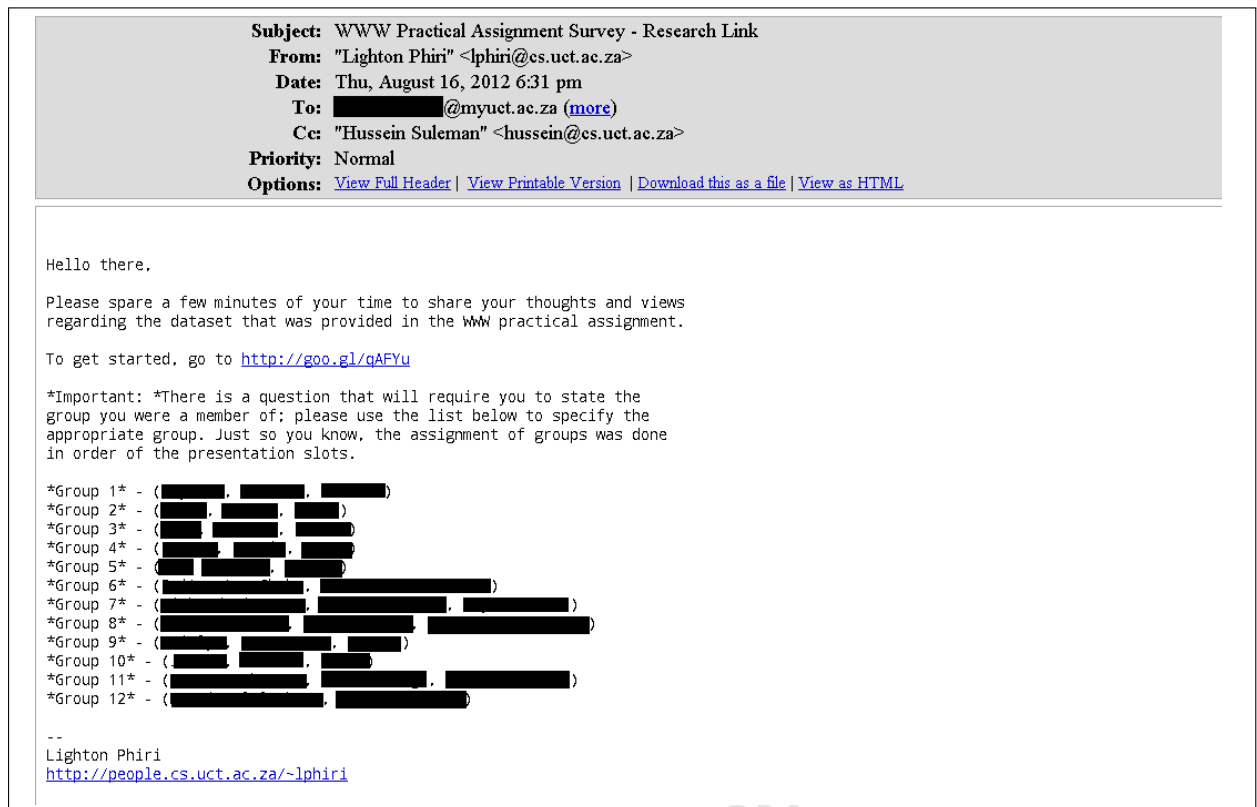 Subject: WWW Practical Assignment Survey - Research Link
From: "Lighton Phiri" <lphiri@cs.uct.ac.za>
Date: Thu, August 16, 2012 6:31 pm
To: @myuct.ac.za (more)
Cc: "Hussein Suleman" <hussein@cs.uct.ac.za>
Priority: Normal
Options: View Full Header | View Printable Version | Download this as a file | View as HTML
Hello there,
Please spare a few minutes of your time to share your thoughts and views
regarding the dataset that was provided in the WWW practical assignment.
To get started, go to http://goo.gl/qAFYu
*Important: *There is a question that will require you to state the
group you were a member of; please use the list below to specify the
appropriate group. Just so you know, the assignment of groups was done
in order of the presentation slots.
*Group 1* - ( , , )
*Group 2* - ( , , )
*Group 3* - ( , , )
*Group 4* - ( , , )
*Group 5* - ( , )
*Group 6* - ( , )
*Group 7* - ( , , )
*Group 8* - ( , , )
*Group 9* - ( , , )
*Group 10* - ( , , )
*Group 11* - ( , , )
*Group 12* - ( , )
--
Lighton Phiri
http://people.cs.uct.ac.za/~lphiri